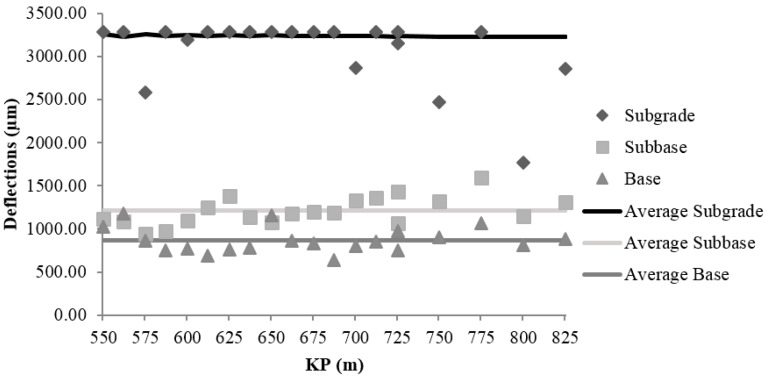 3500.00
3000.00
2500.00
2000.00
1500.00
1000.00
500.00
0.00
Deflections (μm)
550 575 600 625 650 675 700 725 750 775 800 825
KP (m)
Subgrade
Subbase
Base
Average Subgrade
Average Subbase
Average Base